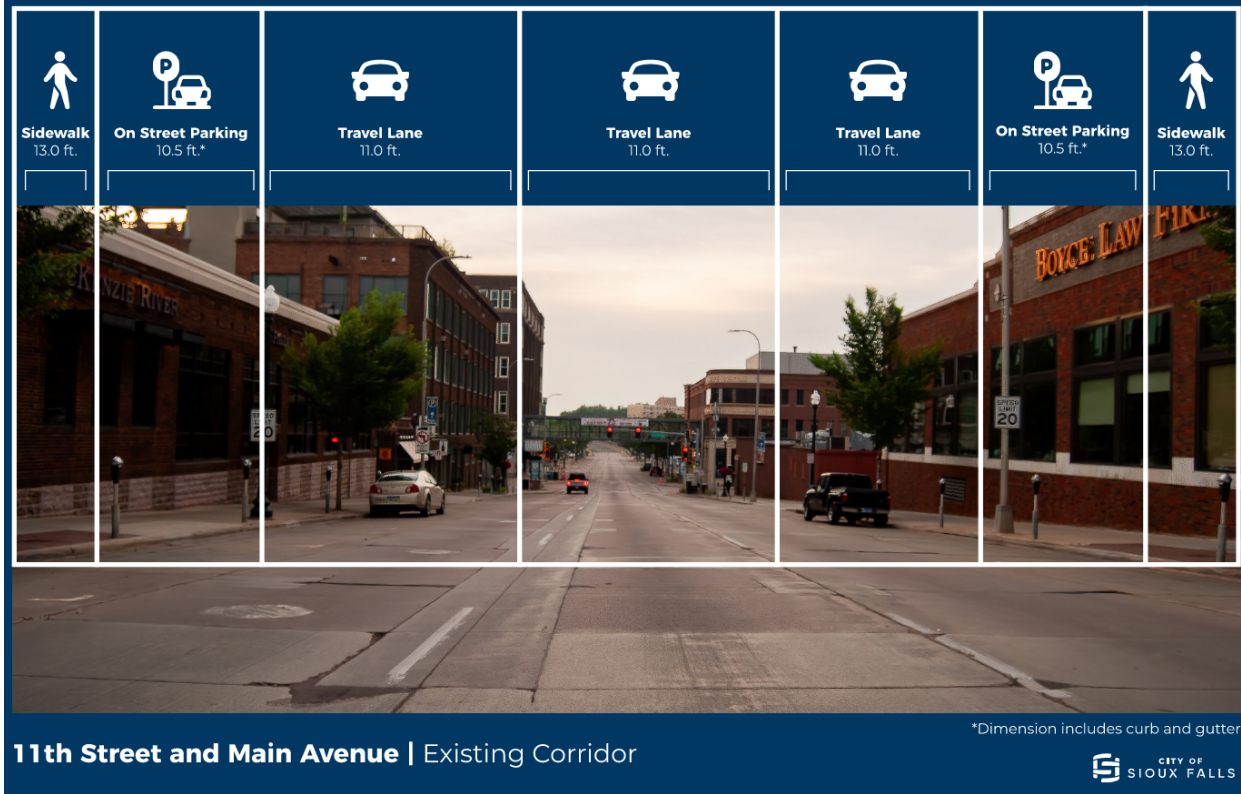 Sidewalk
13.0 ft.
P
On Street Parking
10.5 ft.*
Travel Lane
11.0 ft.
Travel Lane
11.0 ft.
Travel Lane
11.0 ft.
P
On Street Parking
10.5 ft.*
Sidewalk
13.0 ft.
KENZIE RIVER
SPEED
LIMIT
20
BOYCE LAW FIRM
SPEED
LIMIT
20
*Dimension includes curb and gutter
11th Street and Main Avenue | Existing Corridor
CITY OF
SIOUX FALLS